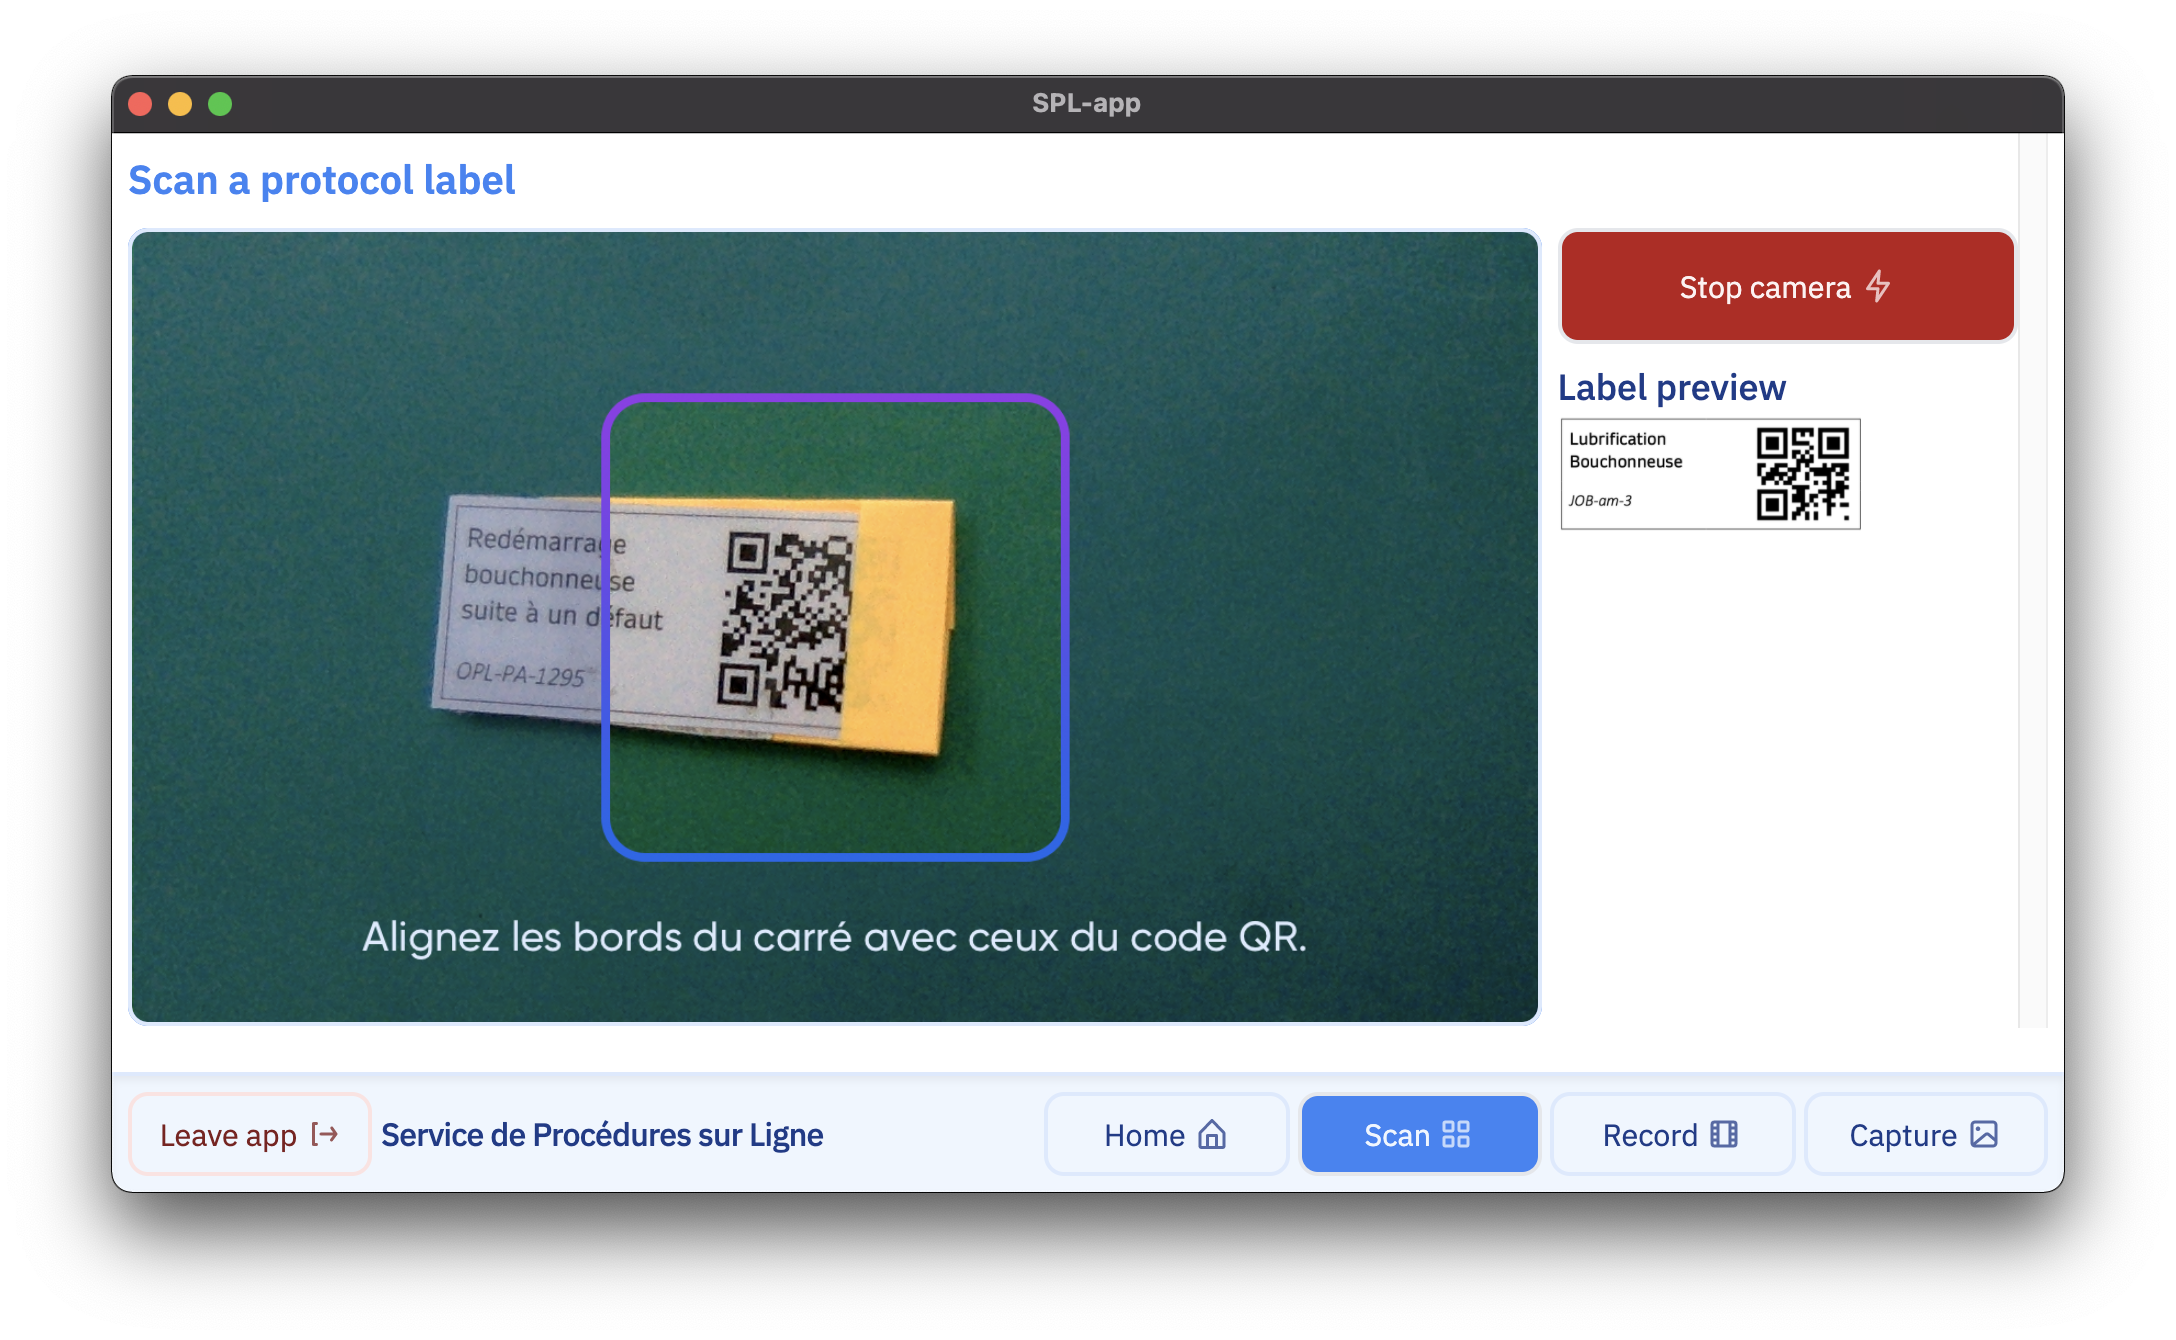 SPL-app
Scan a protocol label
Stop camera
Label preview
Lubrification
Bouchonneuse
JOB-am-3
Redémarrage
bouchonneuse
suite à un défaut
OPL-PA-1295
Alignez les bords du carré avec ceux du code QR.
Leave app
Service de Procédures sur Ligne
Home
Scan
Record
Capture